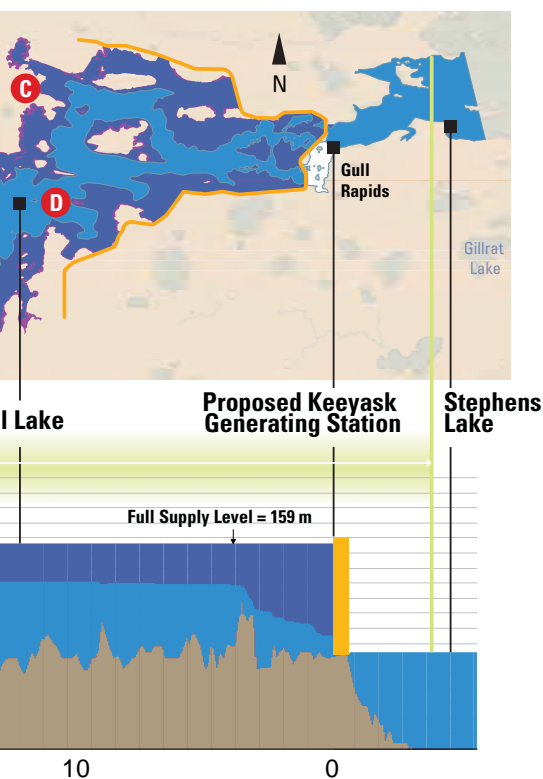 C
N
Gull
Rapids
D
Gillrat
Lake
l Lake
Proposed Keeyask
Generating Station
Stephens
Lake
Full Supply Level = 159 m
10
0